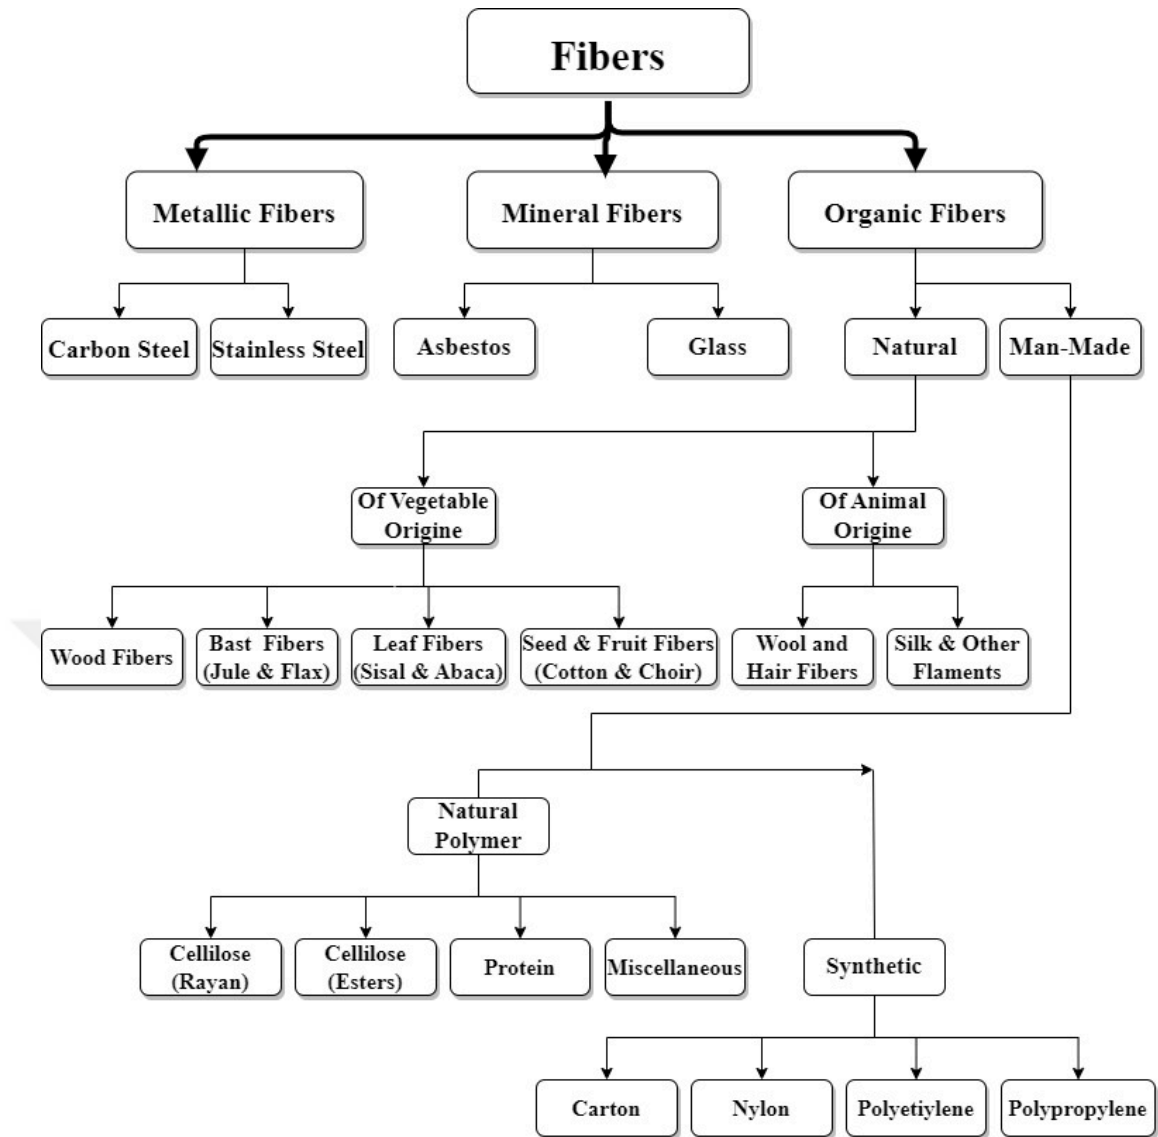 Fibers
Metallic Fibers
Mineral Fibers
Organic Fibers
Carbon Steel
Stainless Steel
Asbestos
Glass
Natural
Man-Made
Of Vegetable
Origine
Of Animal
Origine
Wood Fibers
Bast Fibers
(Jule & Flax)
Leaf Fibers
(Sisal & Abaca)
Seed & Fruit Fibers
(Cotton & Choir)
Wool and
Hair Fibers
Silk & Other
Flaments
Natural
Polymer
Cellilose
(Rayan)
Cellilose
(Esters)
Protein
Miscellaneous
Synthetic
Carton
Nylon
Polyetiylene
Polypropylene